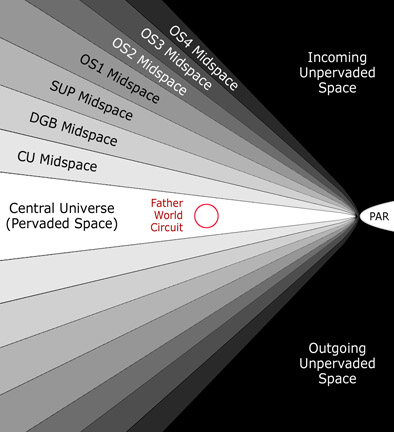 OS4 Midspace
OS3 Midspace
OS2 Midspace
OS1 Midspace
SUP Midspace
DGB Midspace
CU Midspace
Incoming
Unpervaded
Space
Central Universe
(Pervaded Space)
Father
World
Circuit
PAR
Outgoing
Unpervaded
Space